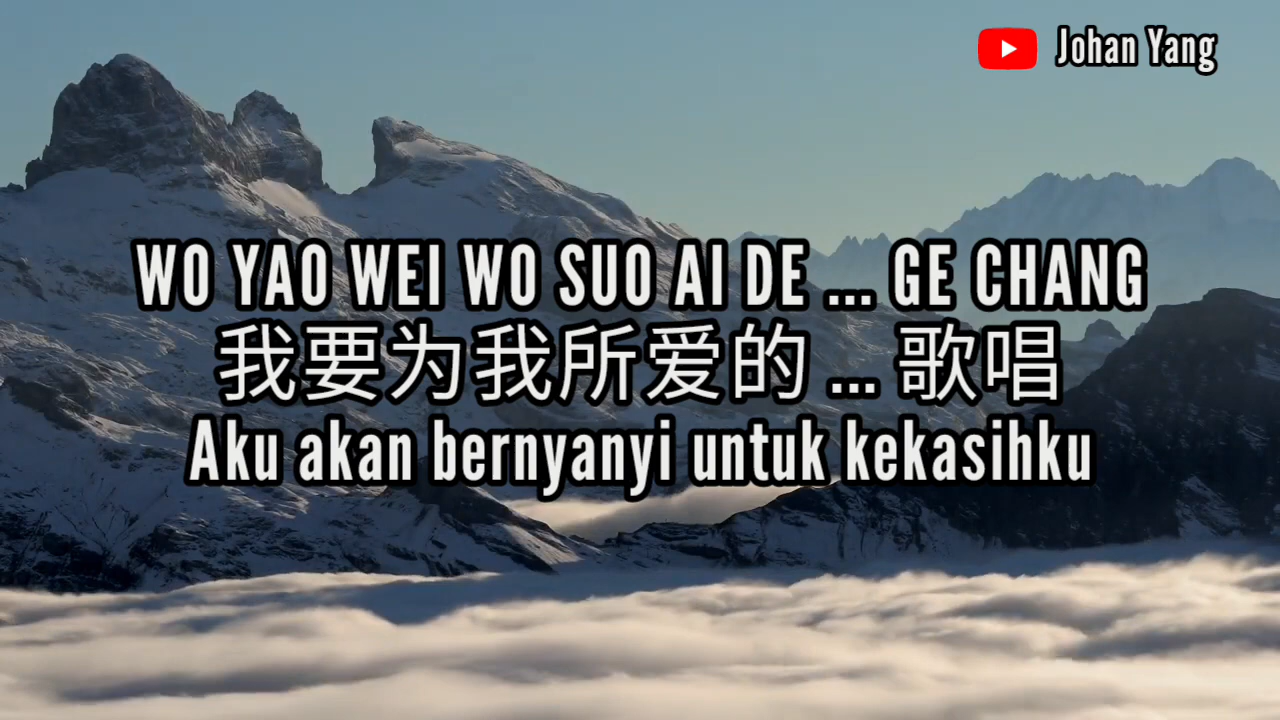 Johan Yang
WO YAO WEI WO SUO AI DE ... GE CHANG
我要为我所爱的 ... 歌唱
Aku akan bernyanyi untuk kekasihku